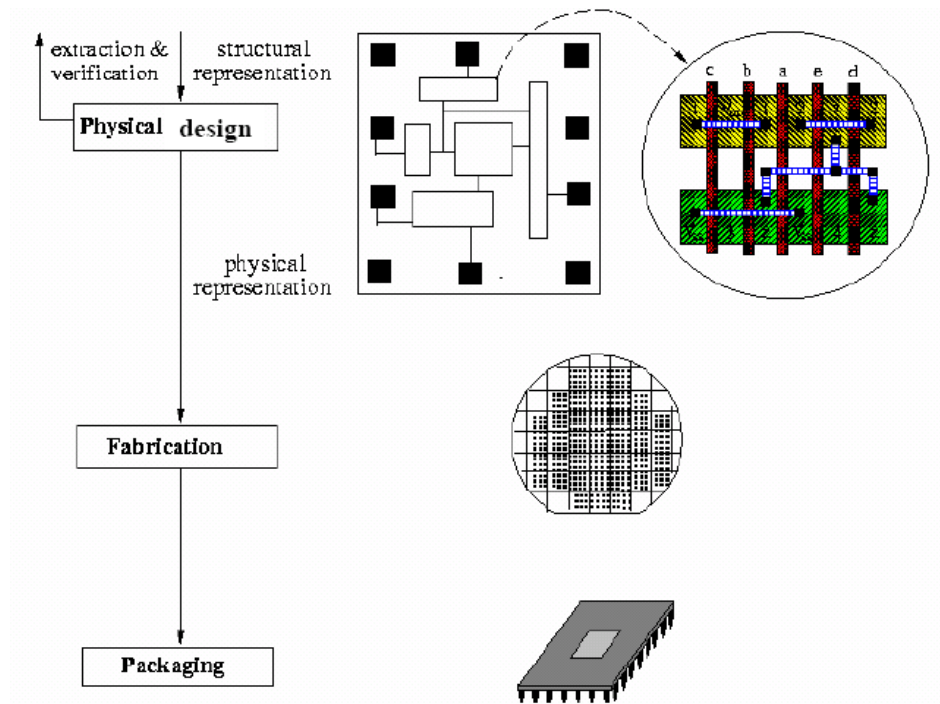 extraction &
verification
structural
representation
Physical design
physical
representation
c b a e d
Fabrication
Packaging